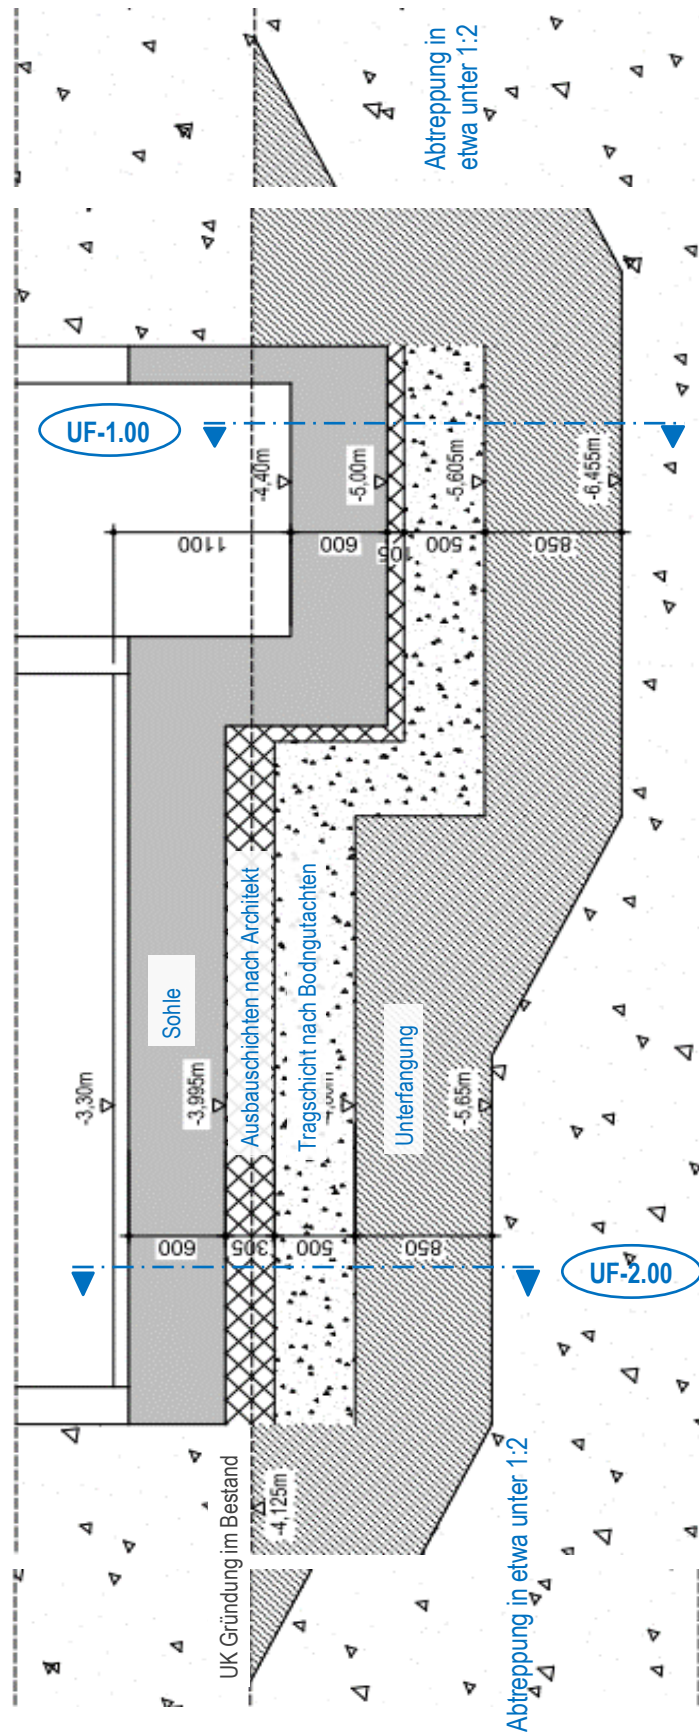 Abtreppung in
etwa unter 1:2
UF-1.00
-4,40m
-5,00m
-5,605m
-6,455m
1100
600
105
500
850
Sohle
Ausbauschichten nach Architekt
Tragschicht nach Bodngutachten
Unterfangung
-3,30m
-3,995m
-5,65m
600
305
500
850
UF-2.00
UK Gründung im Bestand
-4,125m
Abtreppung in etwa unter 1:2